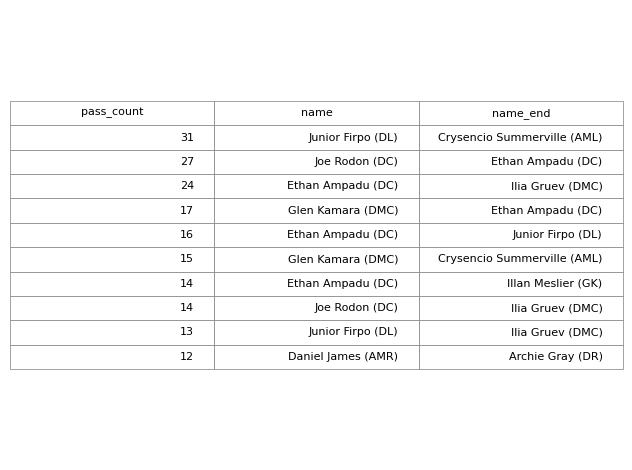 pass_count name name_end
31 Junior Firpo (DL) Crysencio Summerville (AML)
27 Joe Rodon (DC) Ethan Ampadu (DC)
24 Ethan Ampadu (DC) Ilia Gruev (DMC)
17 Glen Kamara (DMC) Ethan Ampadu (DC)
16 Ethan Ampadu (DC) Junior Firpo (DL)
15 Glen Kamara (DMC) Crysencio Summerville (AML)
14 Ethan Ampadu (DC) Illan Meslier (GK)
14 Joe Rodon (DC) Ilia Gruev (DMC)
13 Junior Firpo (DL) Ilia Gruev (DMC)
12 Daniel James (AMR) Archie Gray (DR)